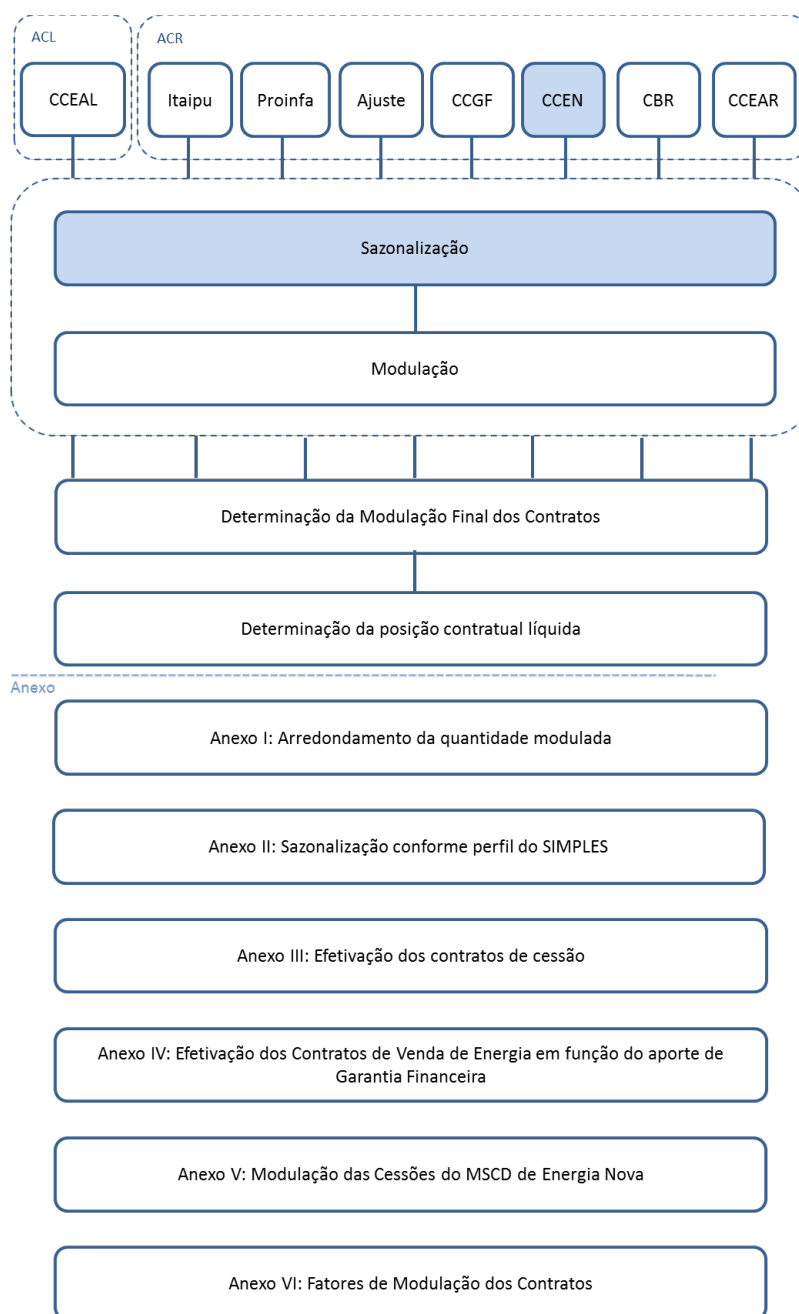 ACL
ACR
CCEAL
Itaipu
Proinfa
Ajuste
CCGF
CCEN
CBR
CCEAR
Sazonalização
Modulação
Determinação da Modulação Final dos Contratos
Determinação da posição contratual líquida
Anexo
Anexo I: Arredondamento da quantidade modulada
Anexo II: Sazonalização conforme perfil do SIMPLES
Anexo III: Efetivação dos contratos de cessão
Anexo IV: Efetivação dos Contratos de Venda de Energia em função do aporte de
Garantia Financeira
Anexo V: Modulação das Cessões do MSCD de Energia Nova
Anexo VI: Fatores de Modulação dos Contratos